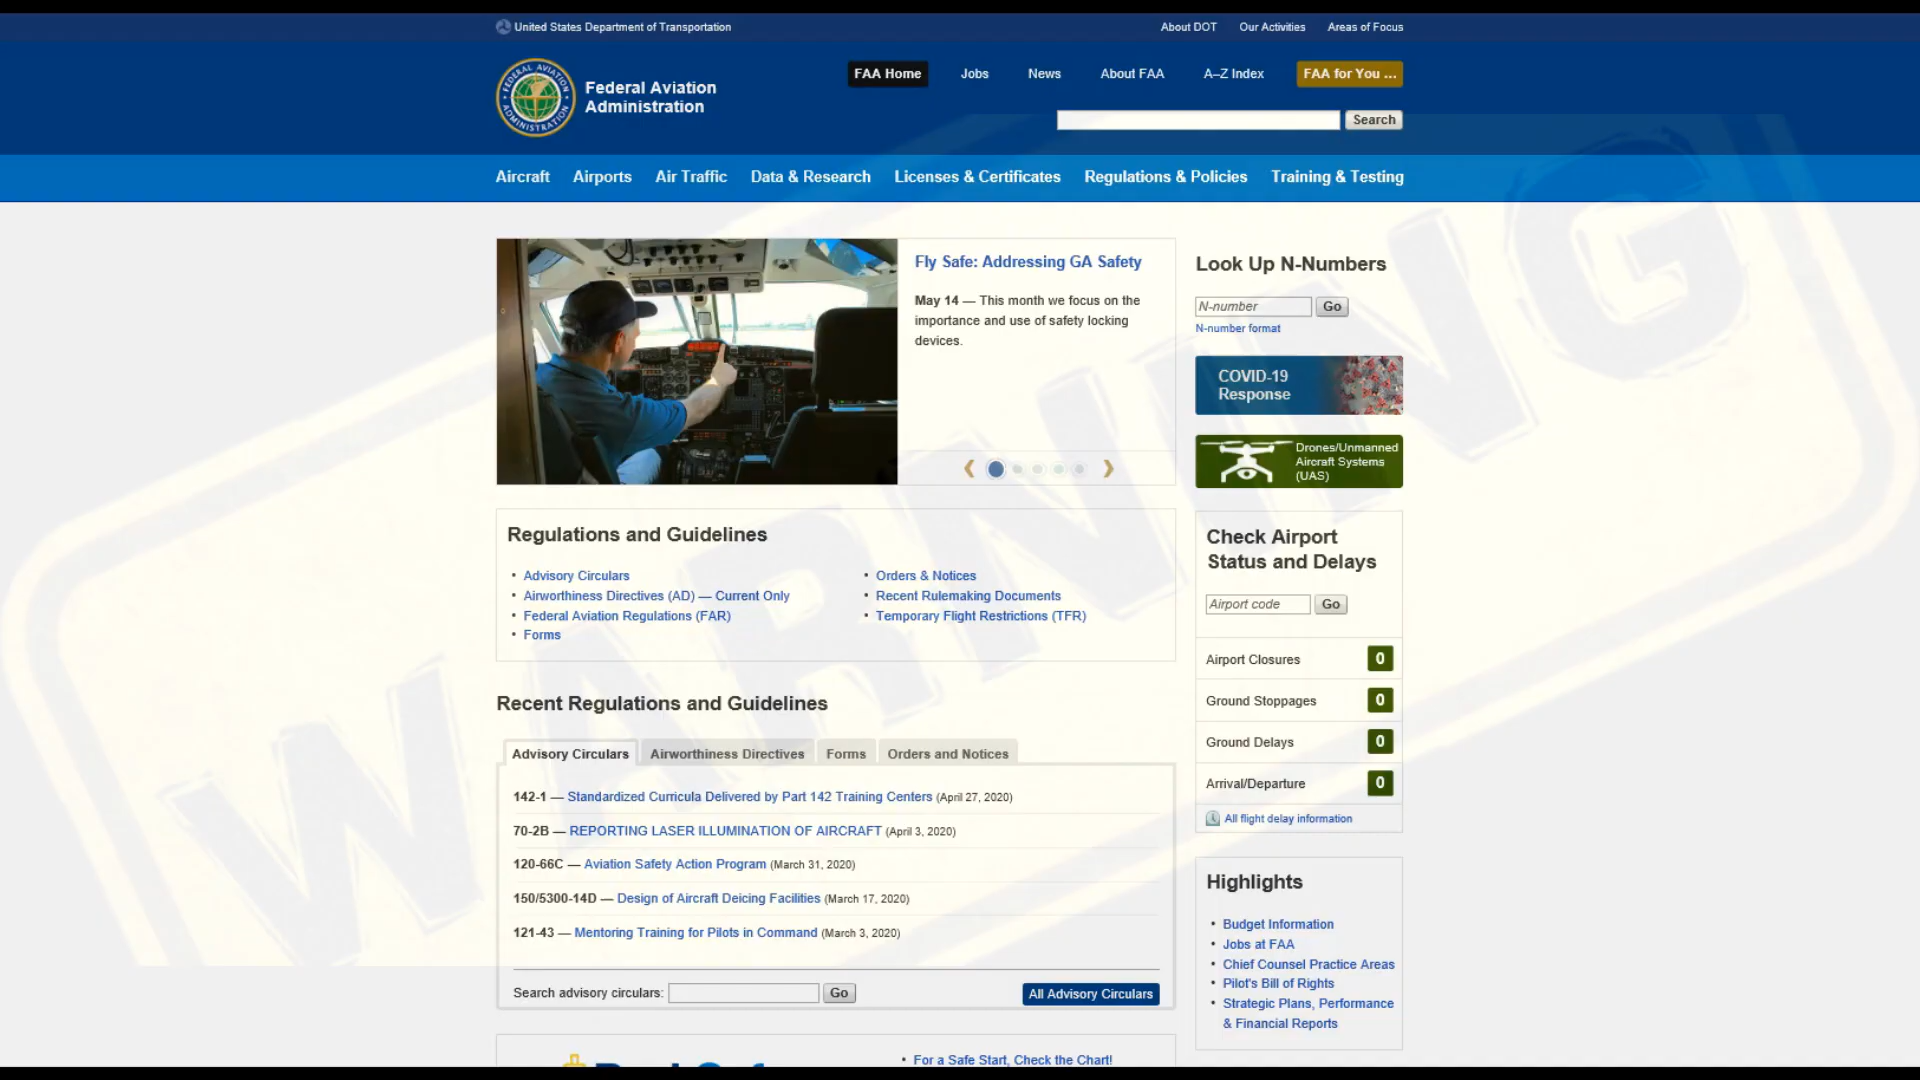 United States Department of Transportation
About DOT Our Activities Areas of Focus
FEDERAL AVIATION ADMINISTRATION
Federal Aviation
Administration
FAA Home Jobs News About FAA A–Z Index FAA for You ...
Search
Aircraft Airports Air Traffic Data & Research Licenses & Certificates Regulations & Policies Training & Testing
WARNING
Fly Safe: Addressing GA Safety
May 14 — This month we focus on the
importance and use of safety locking
devices.
Regulations and Guidelines
• Advisory Circulars
• Airworthiness Directives (AD) — Current Only
• Federal Aviation Regulations (FAR)
• Forms
• Orders & Notices
• Recent Rulemaking Documents
• Temporary Flight Restrictions (TFR)
Recent Regulations and Guidelines
Advisory Circulars Airworthiness Directives Forms Orders and Notices
142-1 — Standardized Curricula Delivered by Part 142 Training Centers (April 27, 2020)
70-2B — REPORTING LASER ILLUMINATION OF AIRCRAFT (April 3, 2020)
120-66C — Aviation Safety Action Program (March 31, 2020)
150/5300-14D — Design of Aircraft Deicing Facilities (March 17, 2020)
121-43 — Mentoring Training for Pilots in Command (March 3, 2020)
Search advisory circulars: Go All Advisory Circulars
• For a Safe Start, Check the Chart!
Look Up N-Numbers
N-number Go
N-number format
COVID-19
Response
Drones/Unmanned
Aircraft Systems
(UAS)
Check Airport
Status and Delays
Airport code Go
Airport Closures 0
Ground Stoppages 0
Ground Delays 0
Arrival/Departure 0
All flight delay information
Highlights
• Budget Information
• Jobs at FAA
• Chief Counsel Practice Areas
• Pilot's Bill of Rights
• Strategic Plans, Performance
& Financial Reports